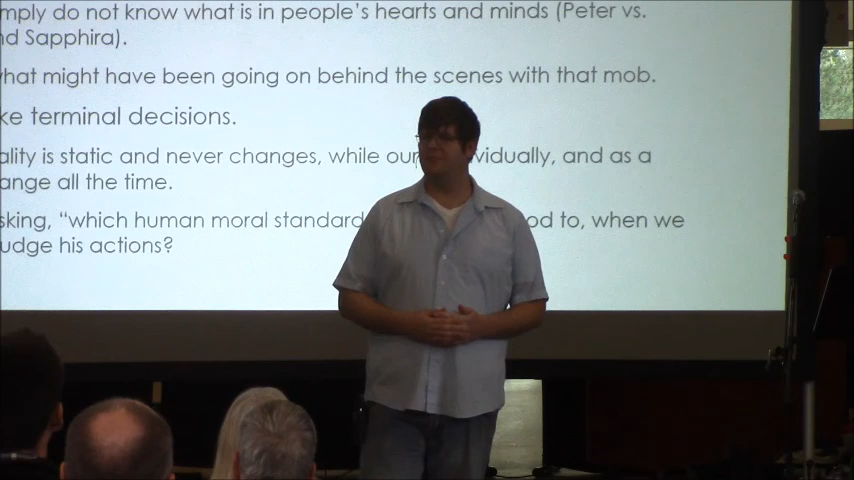 mply do not know what is in people's hearts and minds (Peter vs.
nd Sapphira).
what might have been going on behind the scenes with that mob.
ke terminal decisions.
ality is static and never changes, while our vidually, and as a
ange all the time.
sking, "which human moral standard od to, when we
udge his actions?